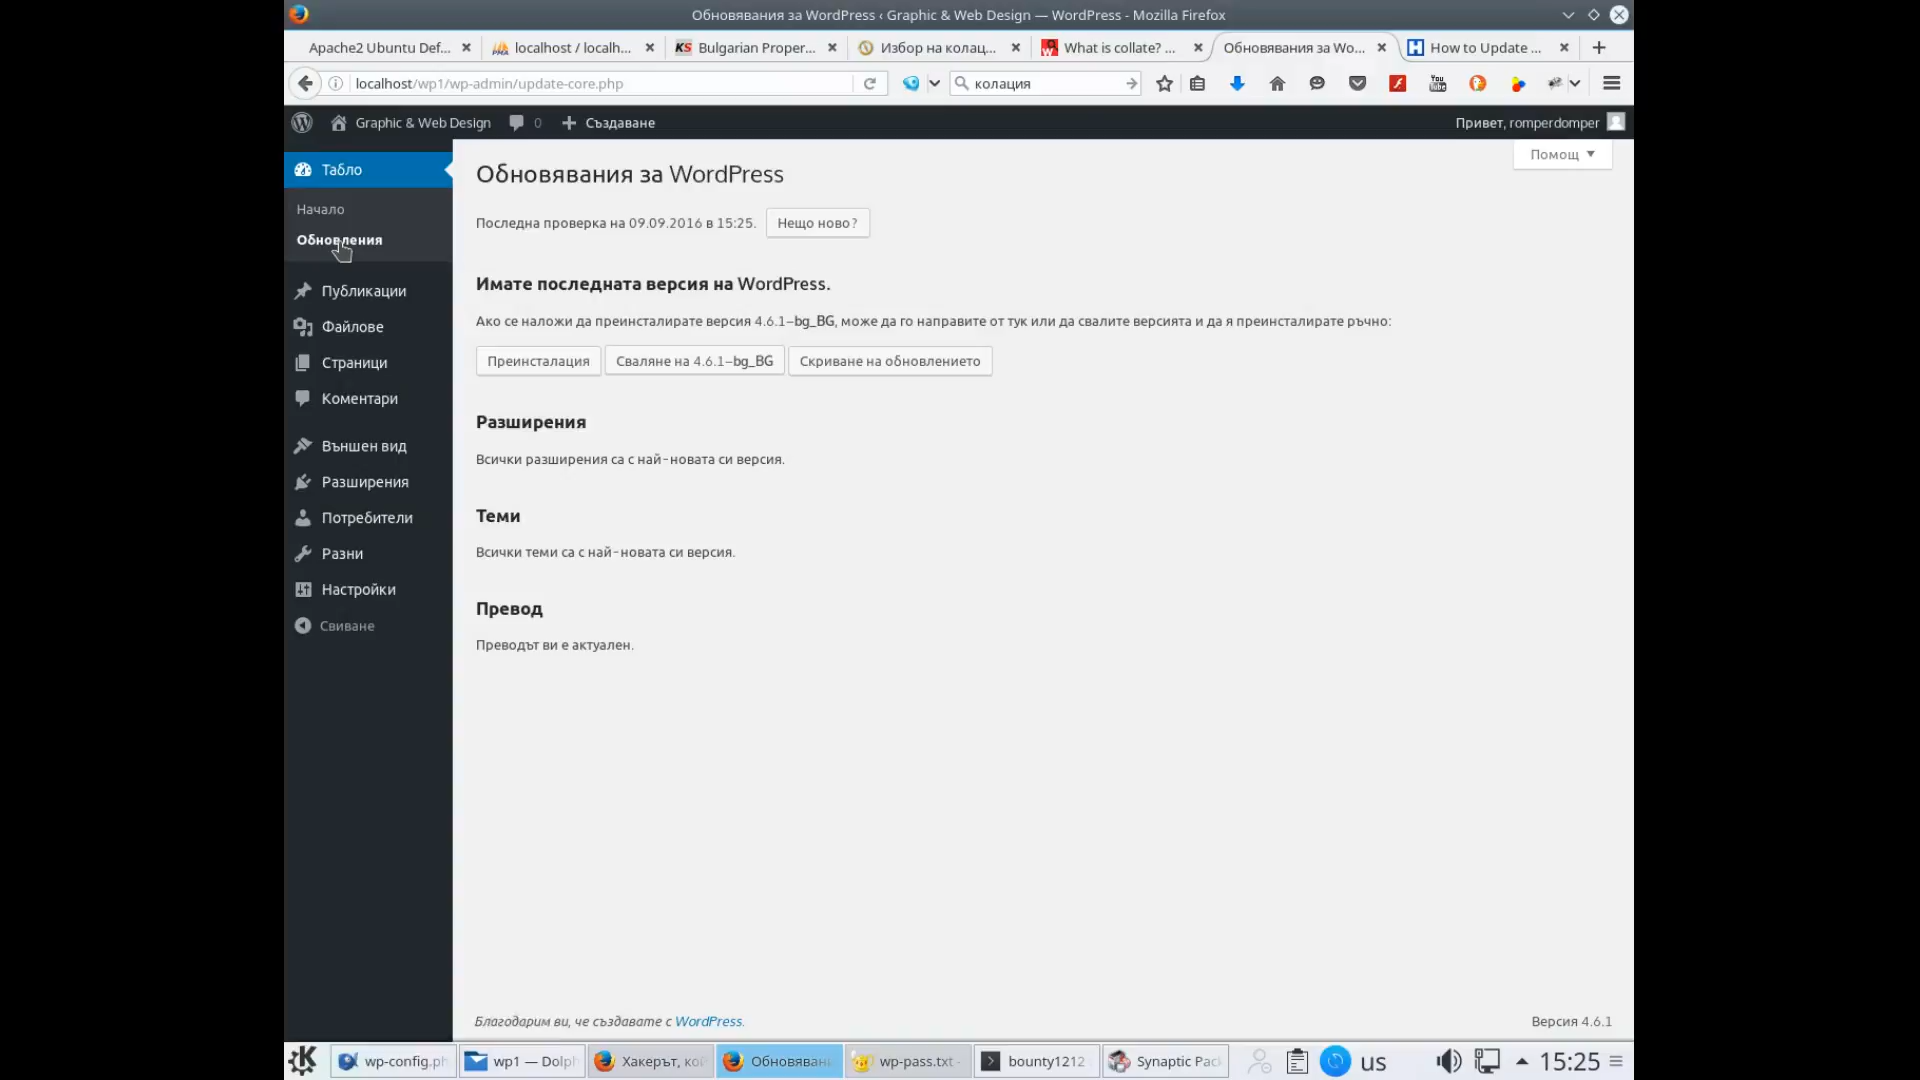 Обновявания за WordPress ‹ Graphic & Web Design — WordPress - Mozilla Firefox
Apache2 Ubuntu Def...
localhost / localh...
Bulgarian Proper...
Избор на колац...
What is collate? ...
Обновявания за Wo...
How to Update ...
localhost/wp1/wp-admin/update-core.php
колация
Graphic & Web Design
0
Създаване
Привет, romperdomper
Табло
Начало
Обновления
Публикации
Файлове
Страници
Коментари
Външен вид
Разширения
Потребители
Разни
Настройки
Свиване
Помощ
Обновявания за WordPress
Последна проверка на 09.09.2016 в 15:25.
Нещо ново?
Имате последната версия на WordPress.
Ако се наложи да преинсталирате версия 4.6.1–bg_BG, може да го направите от тук или да свалите версията и да я преинсталирате ръчно:
Преинсталация
Сваляне на 4.6.1–bg_BG
Скриване на обновлението
Разширения
Всички разширения са с най-новата си версия.
Теми
Всички теми са с най-новата си версия.
Превод
Преводът ви е актуален.
Благодарим ви, че създавате с WordPress.
Версия 4.6.1
wp-config.ph
wp1 — Dolph
Хакерът, кой
Обновяван
wp-pass.txt -
bounty1212
Synaptic Pac
us
15:25